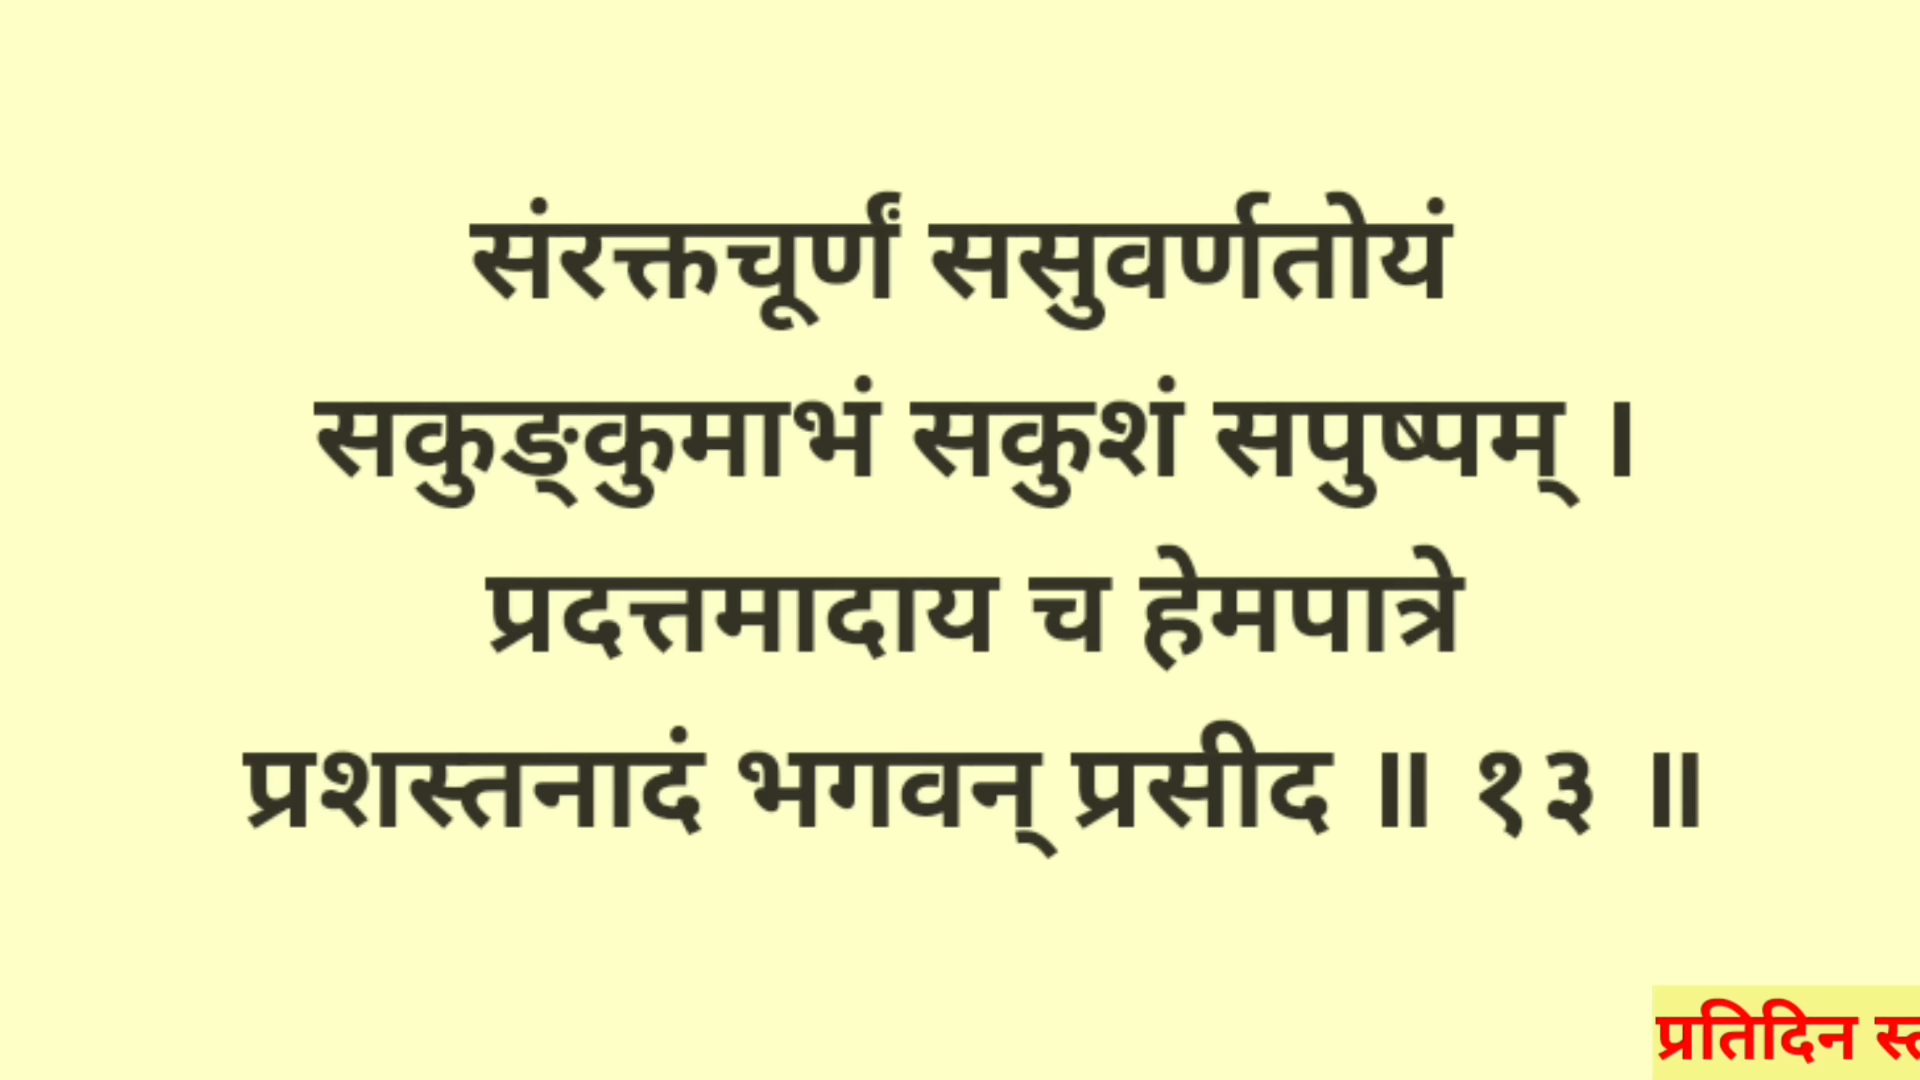 संरक्तचूर्णं ससुवर्णतोयं
सकुङ्कुमाभं सकुशं सपुष्पम् ।
प्रदत्तमादाय च हेमपात्रे
प्रशस्तनादं भगवन् प्रसीद ॥ १३ ॥
प्रतिदिन